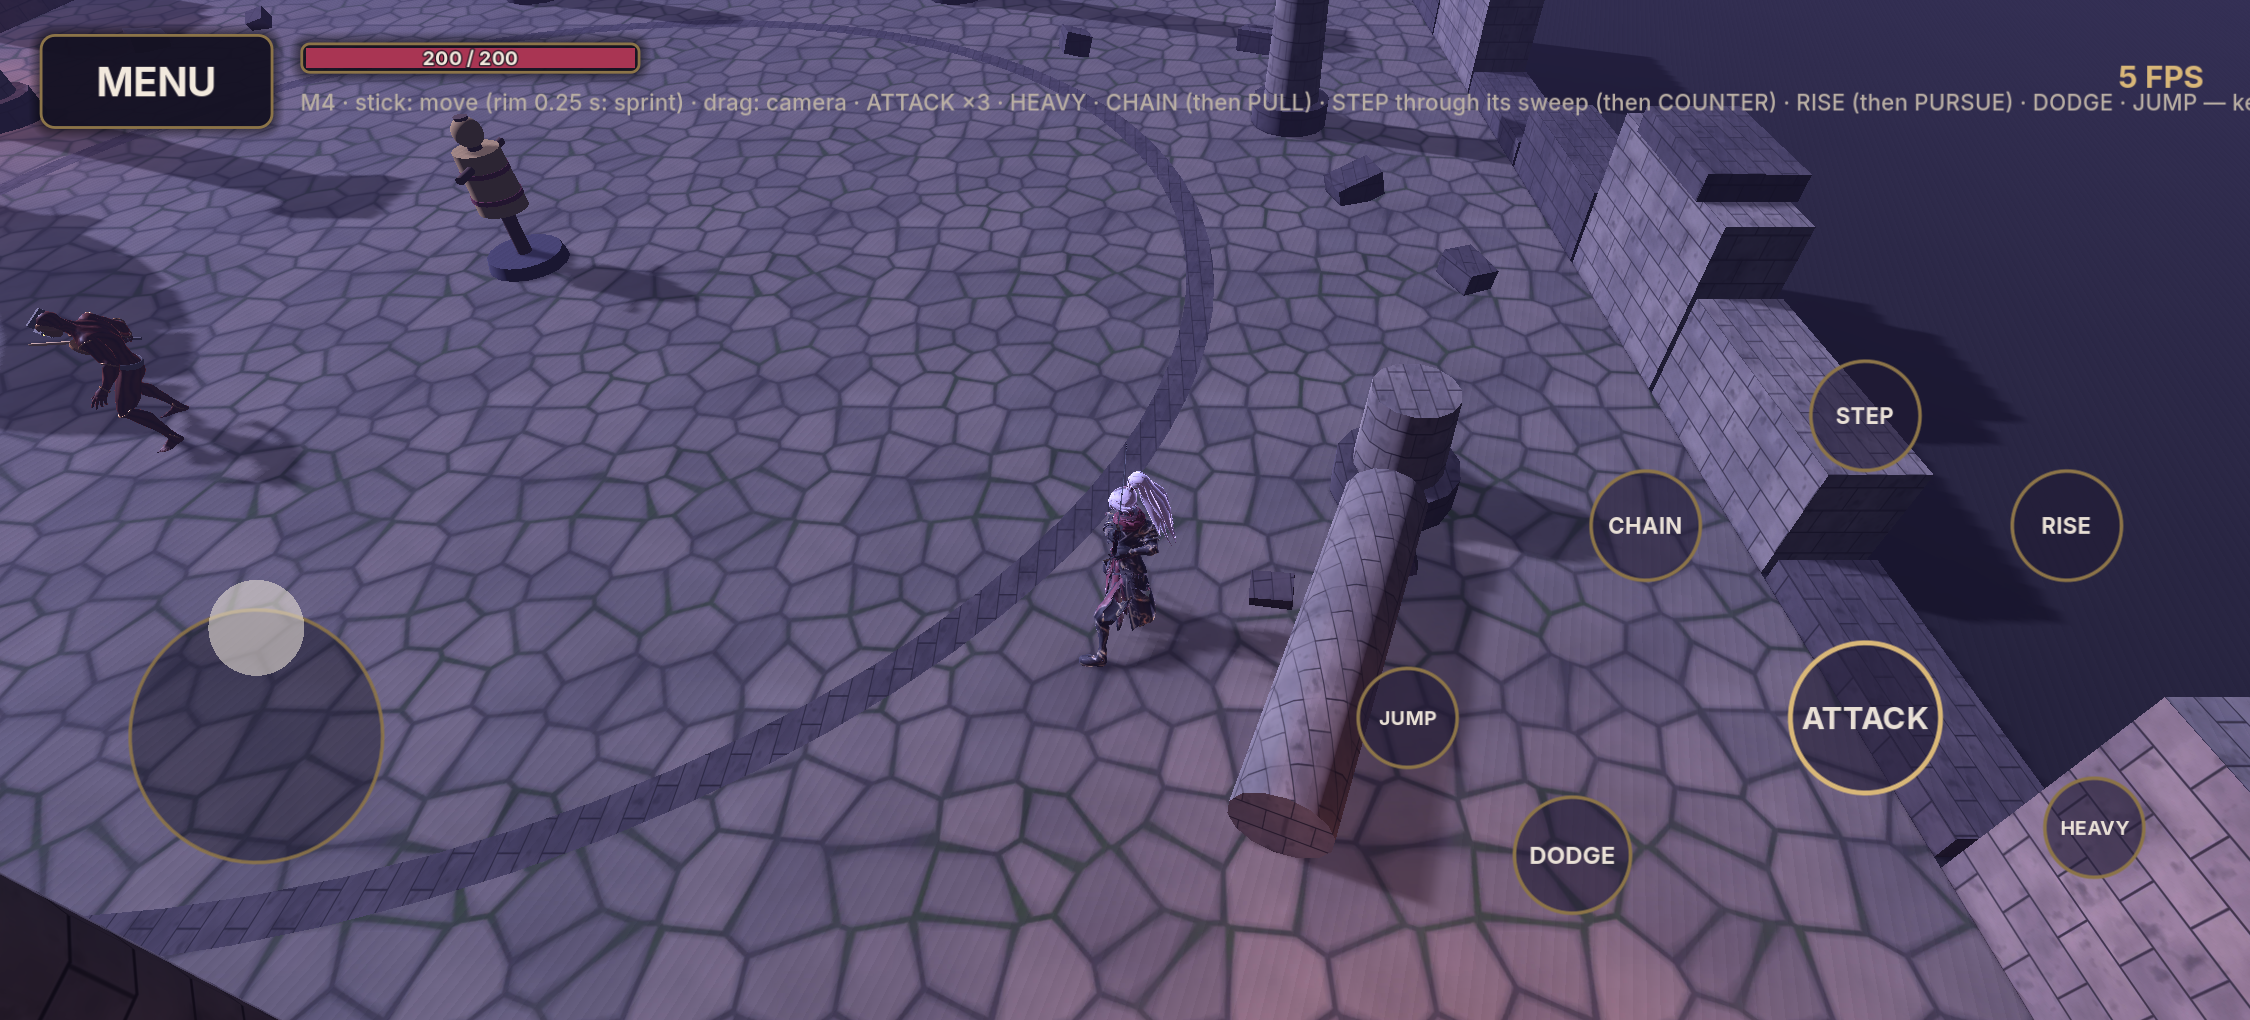 MENU
200 / 200
5 FPS
M4 · stick: move (rim 0.25 s: sprint) · drag: camera · ATTACK ×3 · HEAVY · CHAIN (then PULL) · STEP through its sweep (then COUNTER) · RISE (then PURSUE) · DODGE · JUMP —
STEP
CHAIN
RISE
JUMP
ATTACK
HEAVY
DODGE